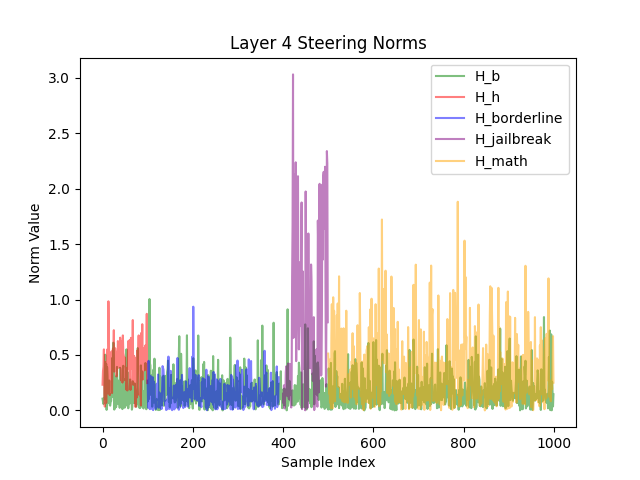 Layer 4 Steering Norms
3.0
2.5
2.0
1.5
1.0
0.5
0.0
Norm Value
H_b
H_h
H_borderline
H_jailbreak
H_math
0 200 400 600 800 1000
Sample Index